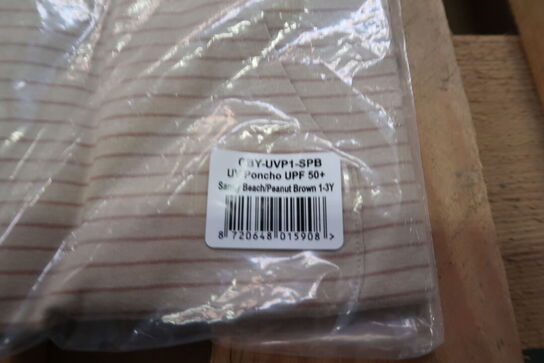 CBY-UVP1-SPB
UV Poncho UPF 50+
Sandy Beach/Peanut Brown 1-3Y
8 720648 015908 >